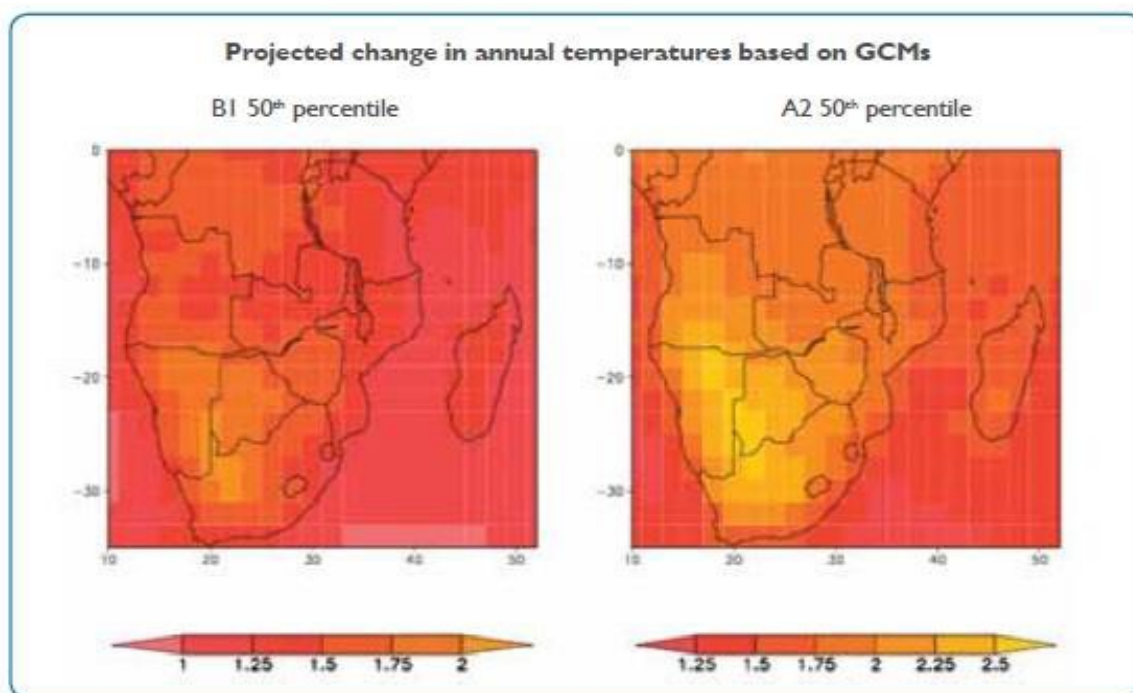 Projected change in annual temperatures based on GCMs
B1 50th percentile
A2 50th percentile
0
-10
-20
-30
10 20 30 40 50
0
-10
-20
-30
10 20 30 40 50
1 1.25 1.5 1.75 2
1.25 1.5 1.75 2 2.25 2.5